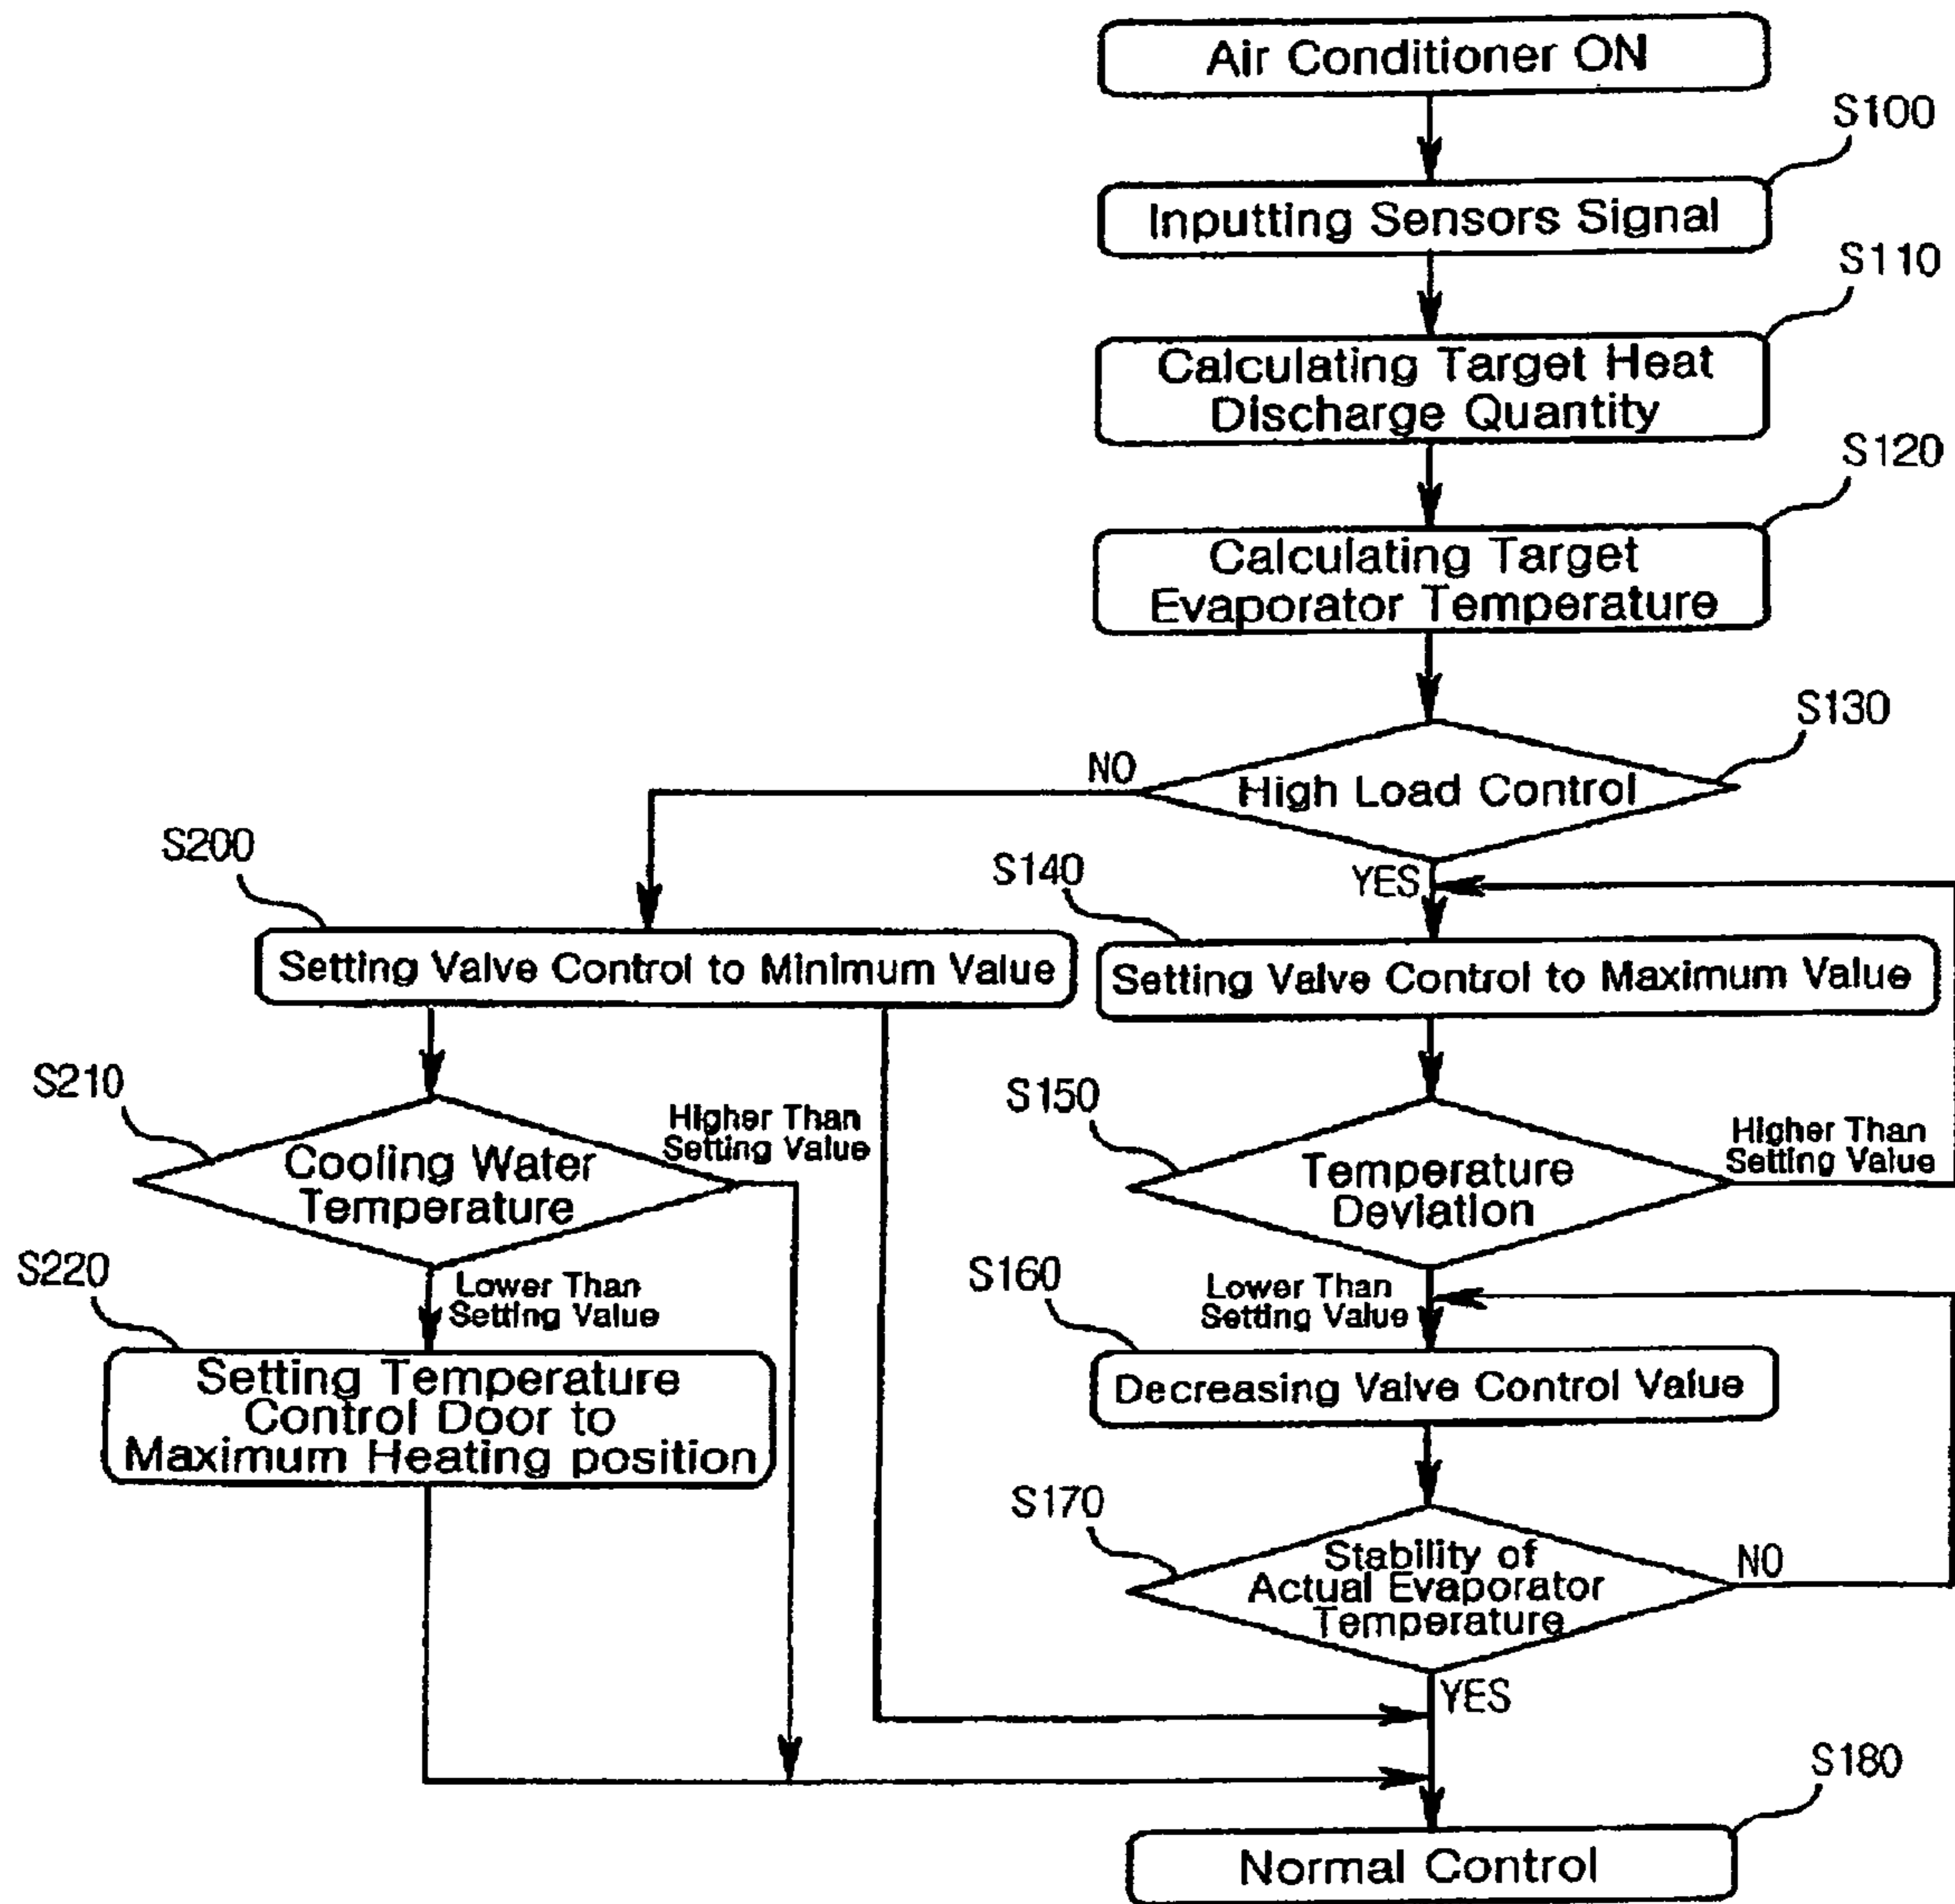 Air Conditioner ON
S100
Inputting Sensors Signal
S110
Calculating Target Heat
Discharge Quantity
S120
Calculating Target
Evaporator Temperature
S130
High Load Control
NO
YES
S200
Setting Valve Control to Minimum Value
S140
Setting Valve Control to Maximum Value
S210
Cooling Water
Temperature
Higher Than
Setting Value
S150
Temperature
Deviation
Higher Than
Setting Value
S220
Lower Than
Setting Value
Setting Temperature
Control Door to
Maximum Heating position
S160
Lower Than
Setting Value
Decreasing Valve Control Value
S170
Stability of
Actual Evaporator
Temperature
NO
YES
S180
Normal Control